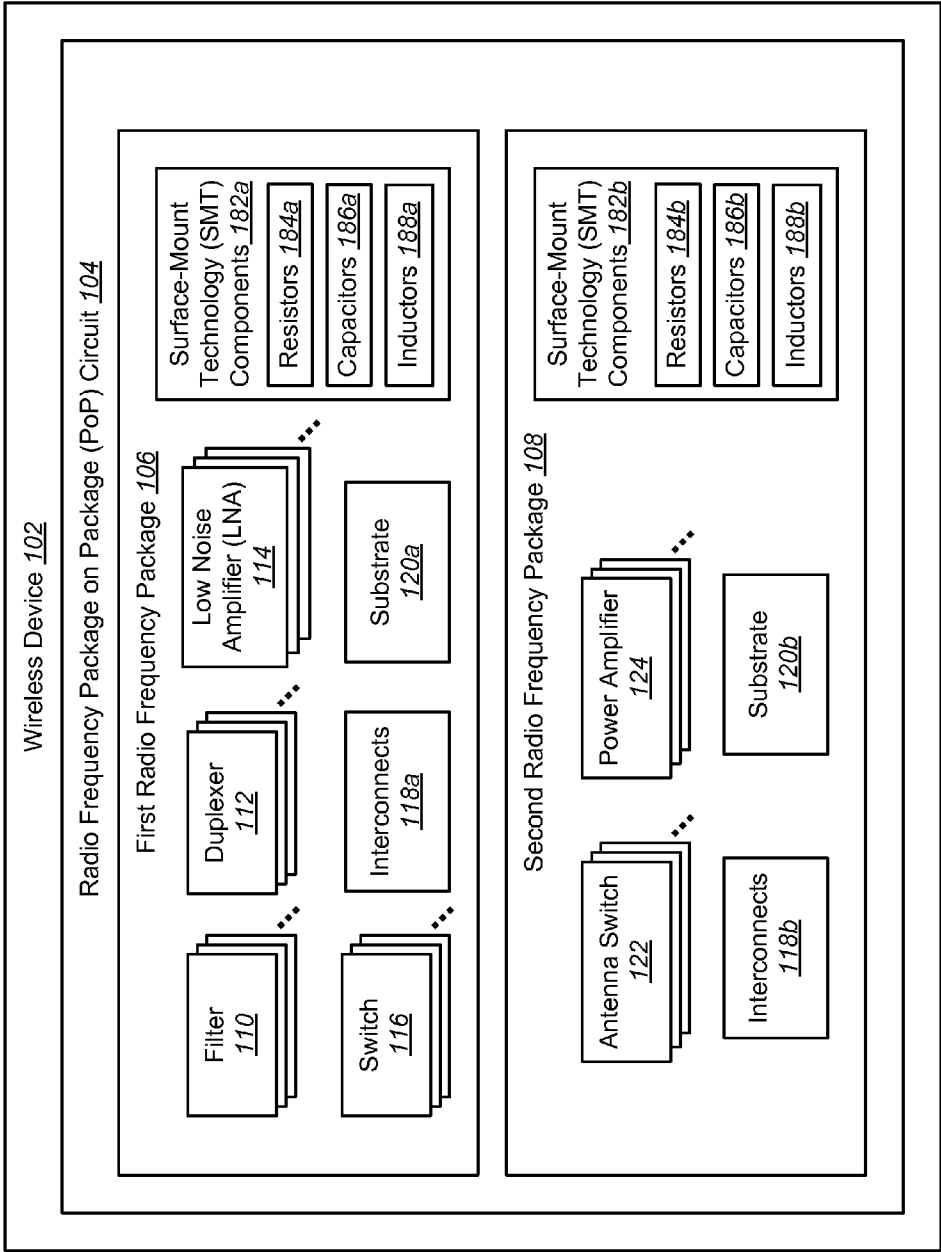 Wireless Device 102
Radio Frequency Package on Package (PoP) Circuit 104
First Radio Frequency Package 106
Filter
110
Duplexer
112
Low Noise
Amplifier (LNA)
114
Switch
116
Interconnects
118a
Substrate
120a
Surface-Mount
Technology (SMT)
Components 182a
Resistors 184a
Capacitors 186a
Inductors 188a
Second Radio Frequency Package 108
Antenna Switch
122
Power Amplifier
124
Interconnects
118b
Substrate
120b
Surface-Mount
Technology (SMT)
Components 182b
Resistors 184b
Capacitors 186b
Inductors 188b